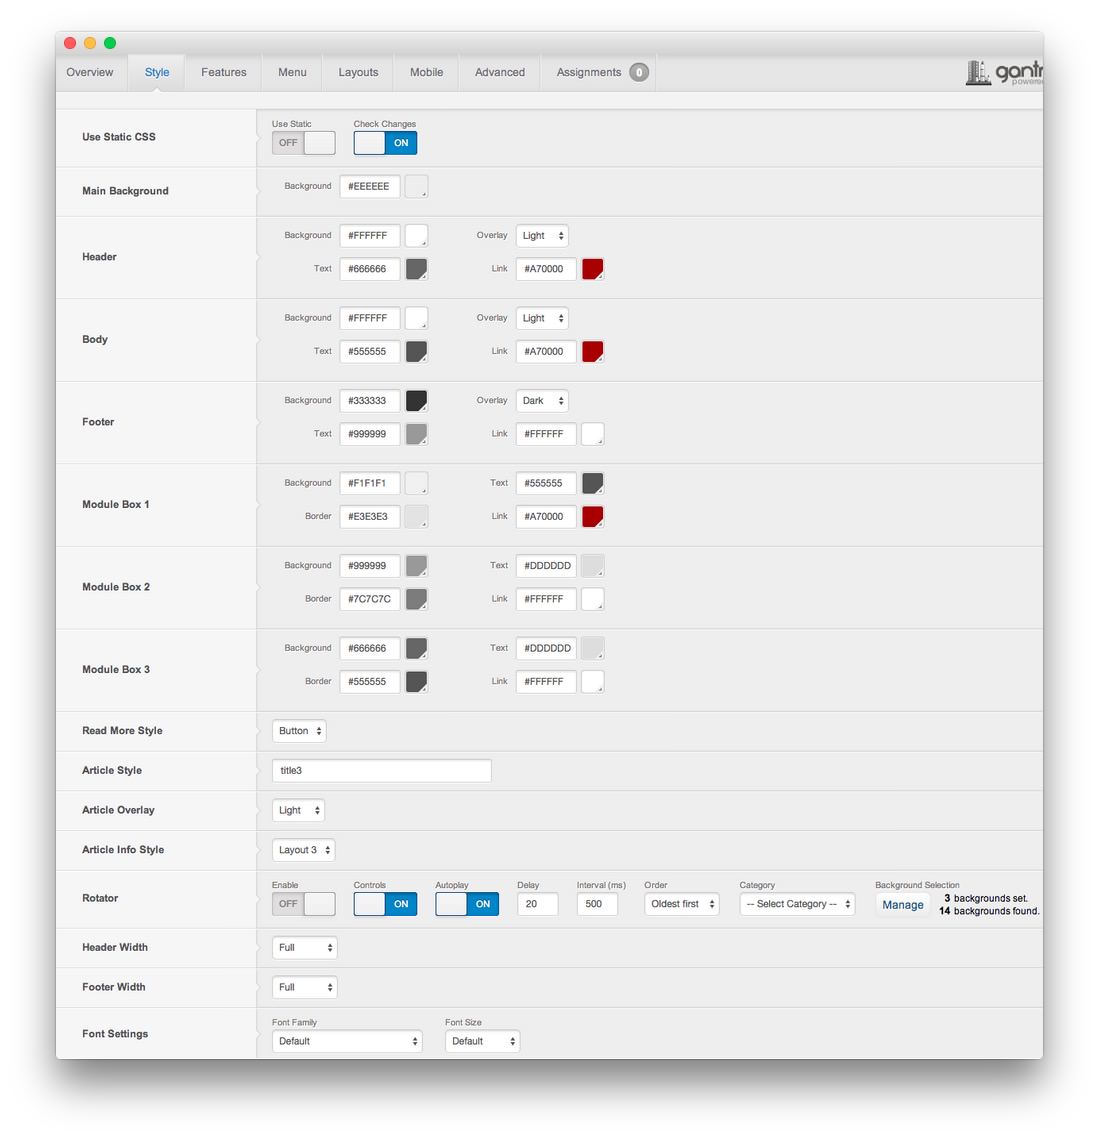 Overview Style Features Menu Layouts Mobile Advanced Assignments 0
Use Static CSS
Use Static Check Changes
OFF ON
Main Background
Background #EEEEEE
Header
Background #FFFFFF Overlay Light
Text #666666 Link #A70000
Body
Background #FFFFFF Overlay Light
Text #555555 Link #A70000
Footer
Background #333333 Overlay Dark
Text #999999 Link #FFFFFF
Module Box 1
Background #F1F1F1 Text #555555
Border #E3E3E3 Link #A70000
Module Box 2
Background #999999 Text #DDDDDD
Border #7C7C7C Link #FFFFFF
Module Box 3
Background #666666 Text #DDDDDD
Border #555555 Link #FFFFFF
Read More Style Button
Article Style title3
Article Overlay Light
Article Info Style Layout 3
Rotator
Enable Controls Autoplay Delay Interval (ms) Order Category Background Selection
OFF ON ON 20 500 Oldest first -- Select Category -- Manage
3 backgrounds set.
14 backgrounds found.
Header Width Full
Footer Width Full
Font Settings
Font Family Font Size
Default Default